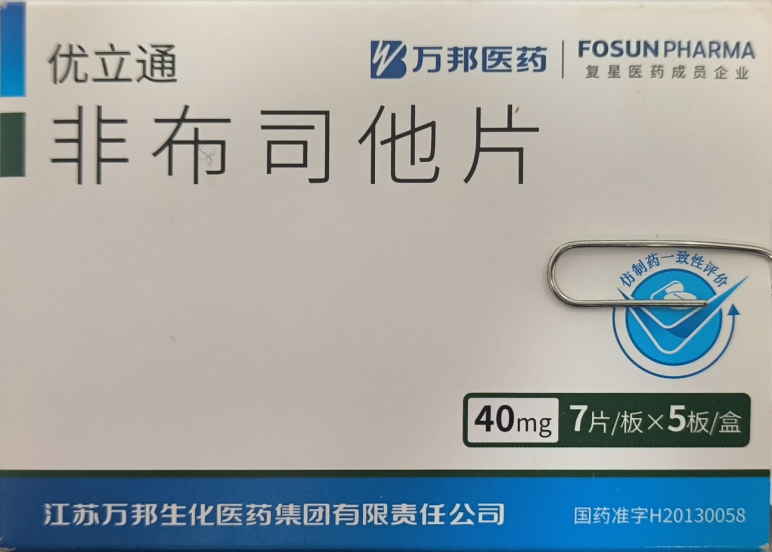 优立通
万邦医药
FOSUN PHARMA
复星医药成员企业
非布司他片
仿制药一致性评价
40mg 7片/板×5板/盒
江苏万邦生化医药集团有限责任公司
国药准字H20130058